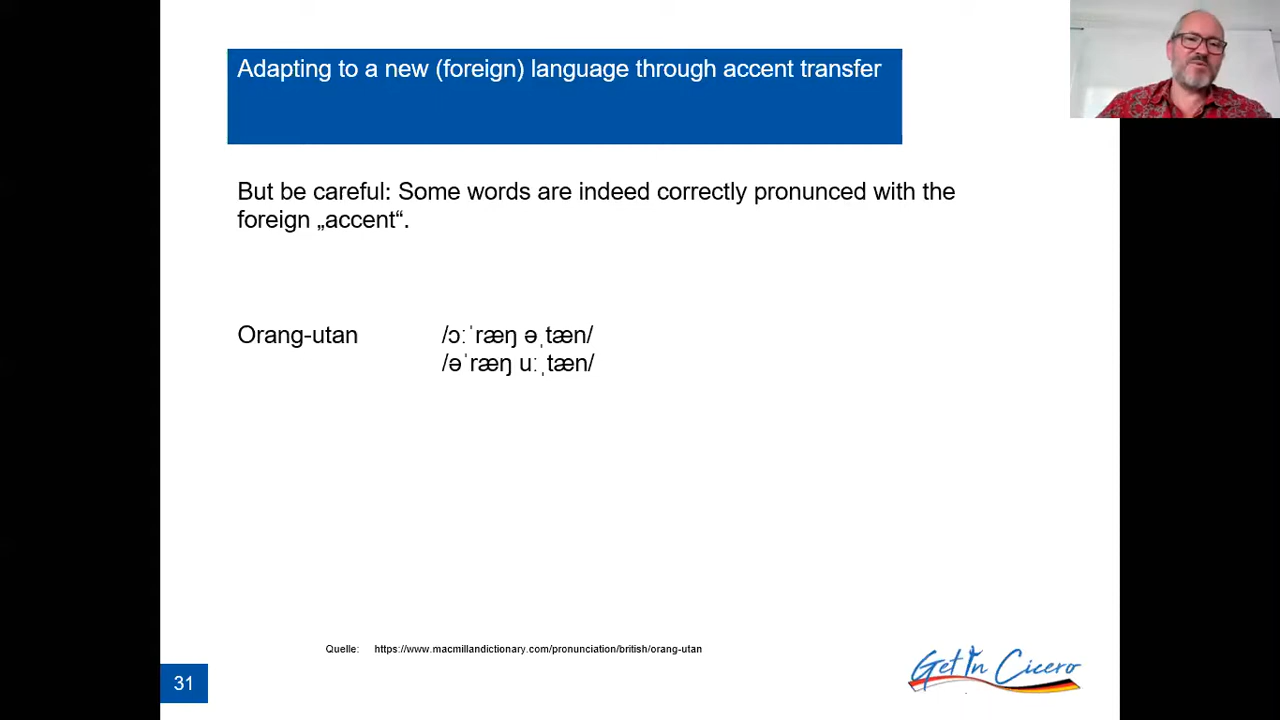 Adapting to a new (foreign) language through accent transfer
But be careful: Some words are indeed correctly pronunced with the
foreign „accent“.
Orang-utan /ɔːˈræŋ əˌtæn/
/əˈræŋ uːˌtæn/
Quelle: https://www.macmillandictionary.com/pronunciation/british/orang-utan
31
Get in Cicero